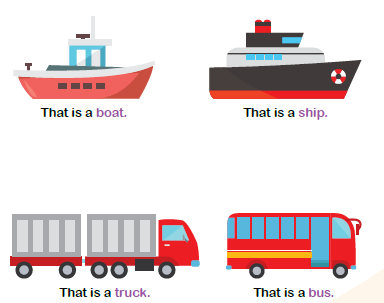 That is a boat.
That is a ship.
That is a truck.
That is a bus.